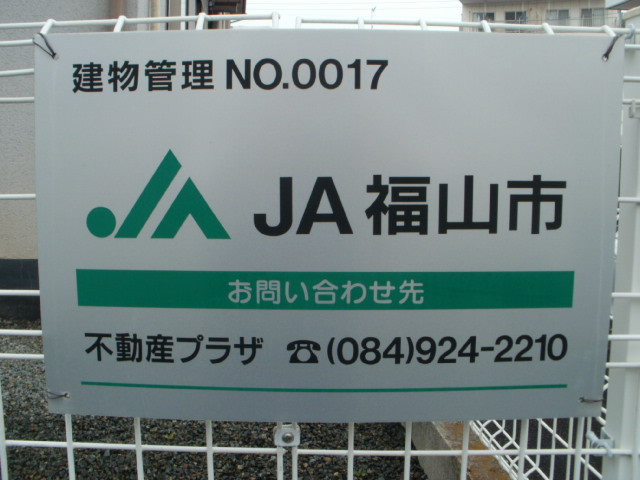 建物管理 NO.0017
JA 福山市
お問い合わせ先
不動産プラザ ☎(084)924-2210